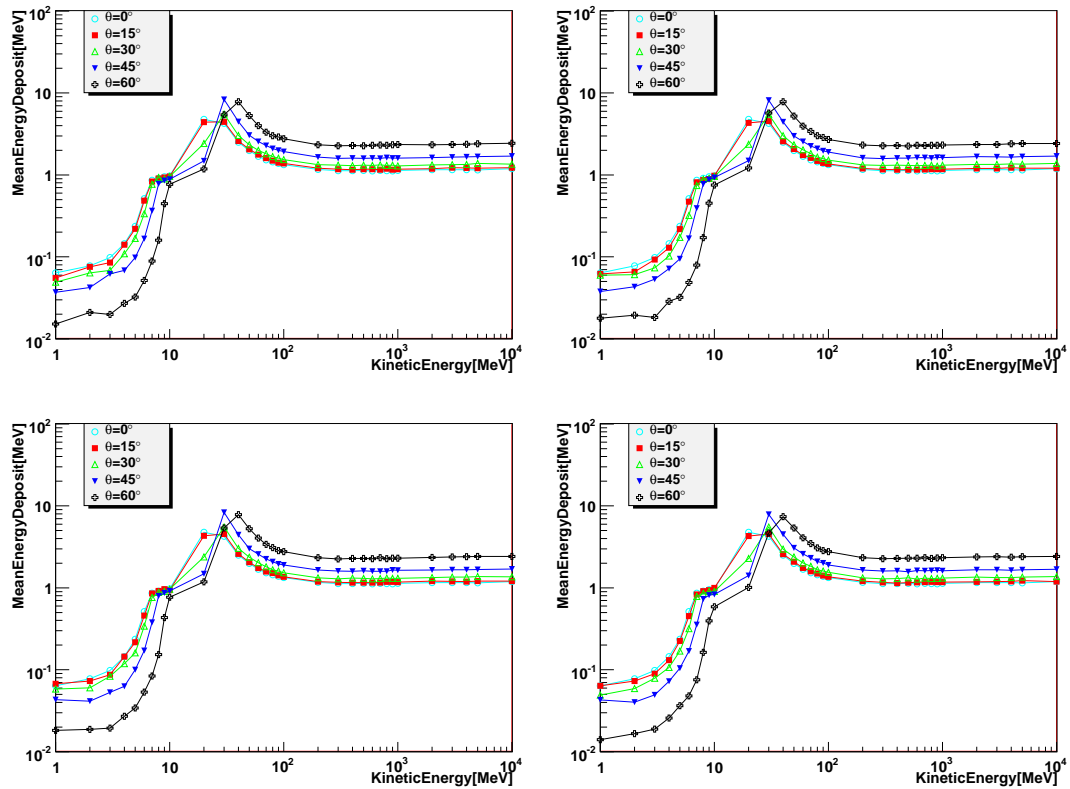 MeanEnergyDeposit[MeV]
10²
10
1
10⁻¹
10⁻²
θ=0°
θ=15°
θ=30°
θ=45°
θ=60°
1 10 10² 10³ 10⁴
KineticEnergy[MeV]
MeanEnergyDeposit[MeV]
10²
10
1
10⁻¹
10⁻²
θ=0°
θ=15°
θ=30°
θ=45°
θ=60°
1 10 10² 10³ 10⁴
KineticEnergy[MeV]
MeanEnergyDeposit[MeV]
10²
10
1
10⁻¹
10⁻²
θ=0°
θ=15°
θ=30°
θ=45°
θ=60°
1 10 10² 10³ 10⁴
KineticEnergy[MeV]
MeanEnergyDeposit[MeV]
10²
10
1
10⁻¹
10⁻²
θ=0°
θ=15°
θ=30°
θ=45°
θ=60°
1 10 10² 10³ 10⁴
KineticEnergy[MeV]